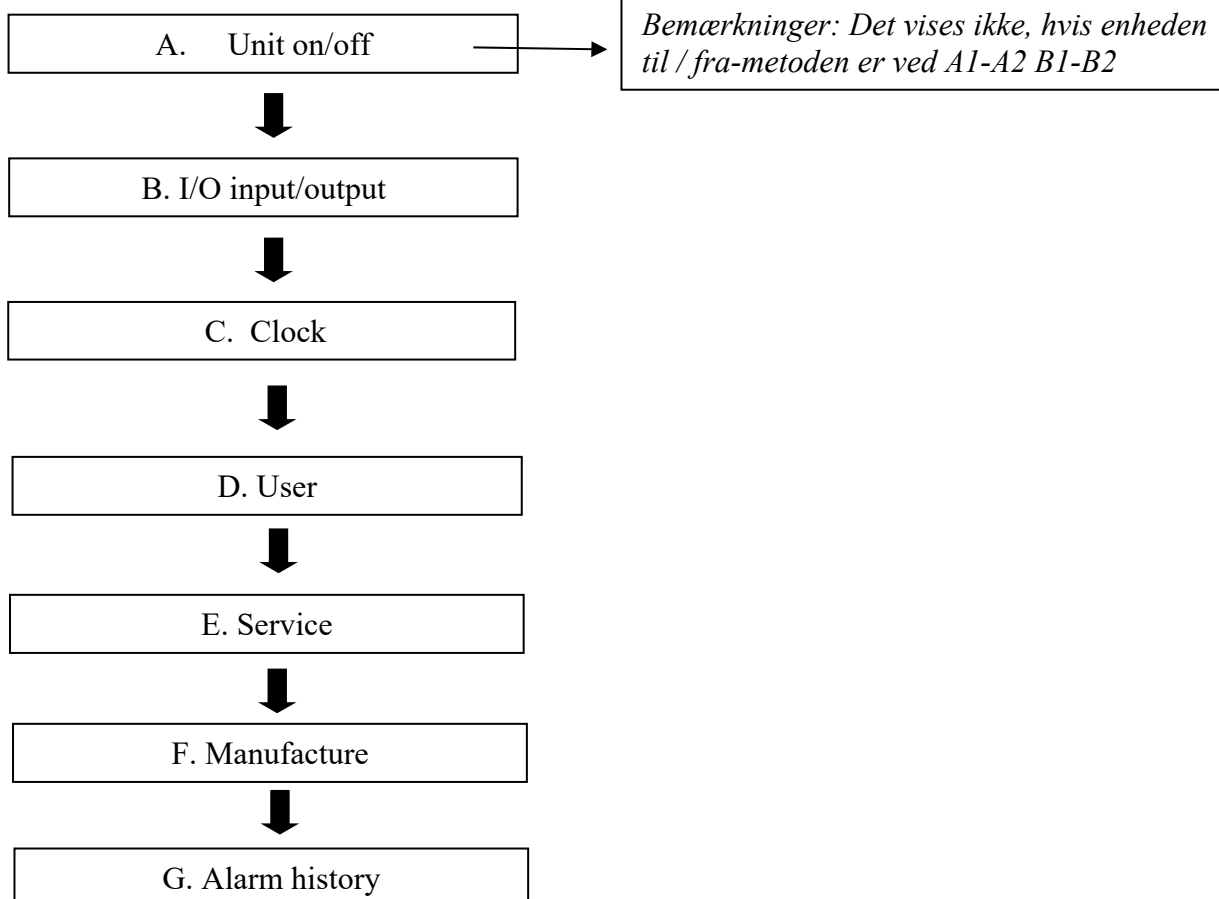 A. Unit on/off
Bemærkninger: Det vises ikke, hvis enheden
til / fra-metoden er ved A1-A2 B1-B2
B. I/O input/output
C. Clock
D. User
E. Service
F. Manufacture
G. Alarm history